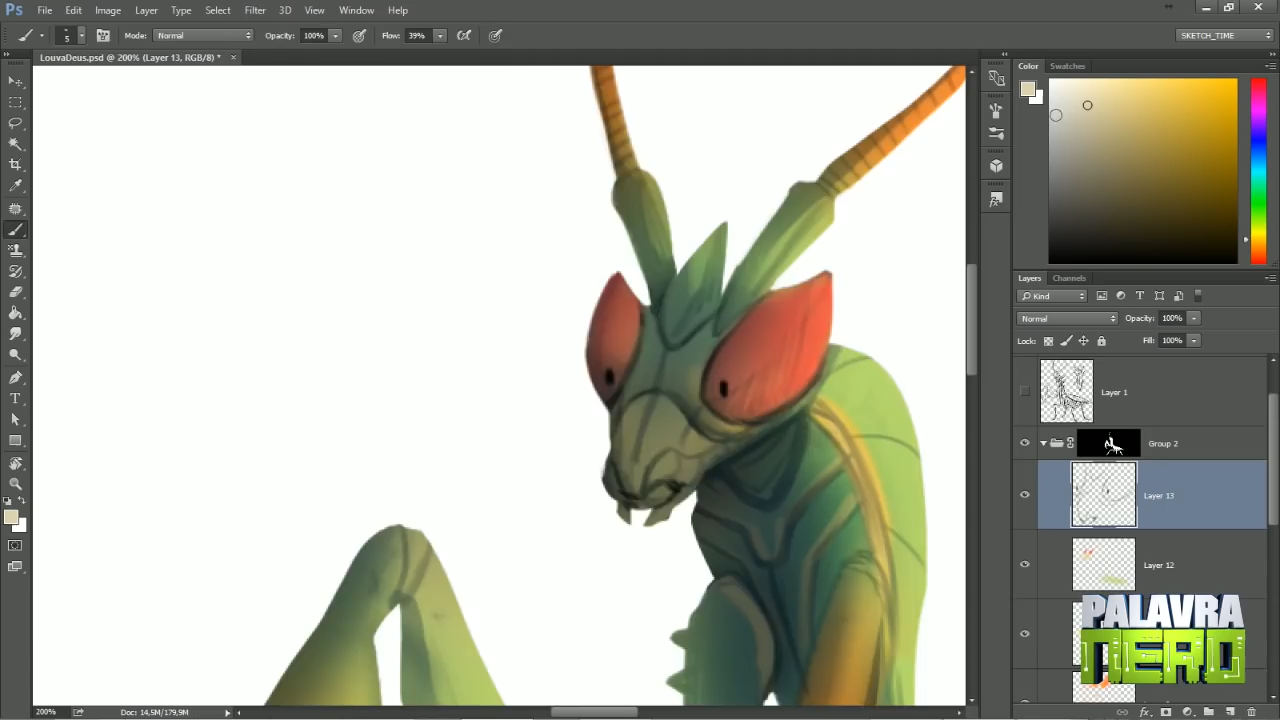 Ps File Edit Image Layer Type Select Filter 3D View Window Help
5 Mode: Normal Opacity: 100% Flow: 39% SKETCH_TIME
LouvaDeus.psd @ 200% (Layer 13, RGB/8) * ×
Color Swatches
Layers Channels
Kind
Normal Opacity: 100%
Lock: Fill: 100%
Layer 1
Group 2
Layer 13
Layer 12
PALAVRA
NERD
200% Doc: 14,5M/179,9M